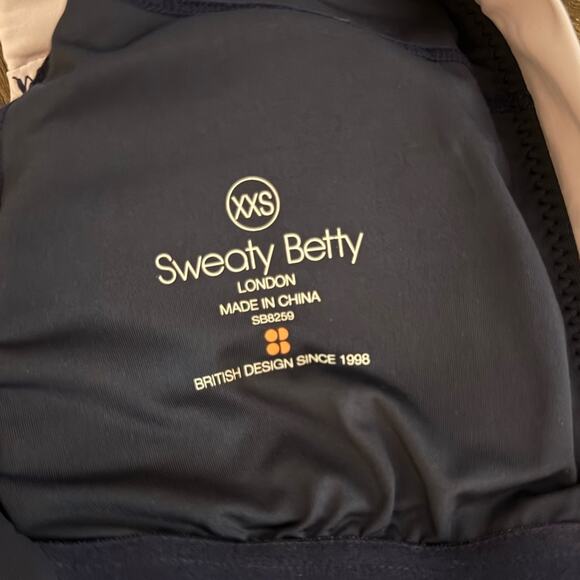 XXS
Sweaty Betty
LONDON
MADE IN CHINA
SB8259
BRITISH DESIGN SINCE 1998